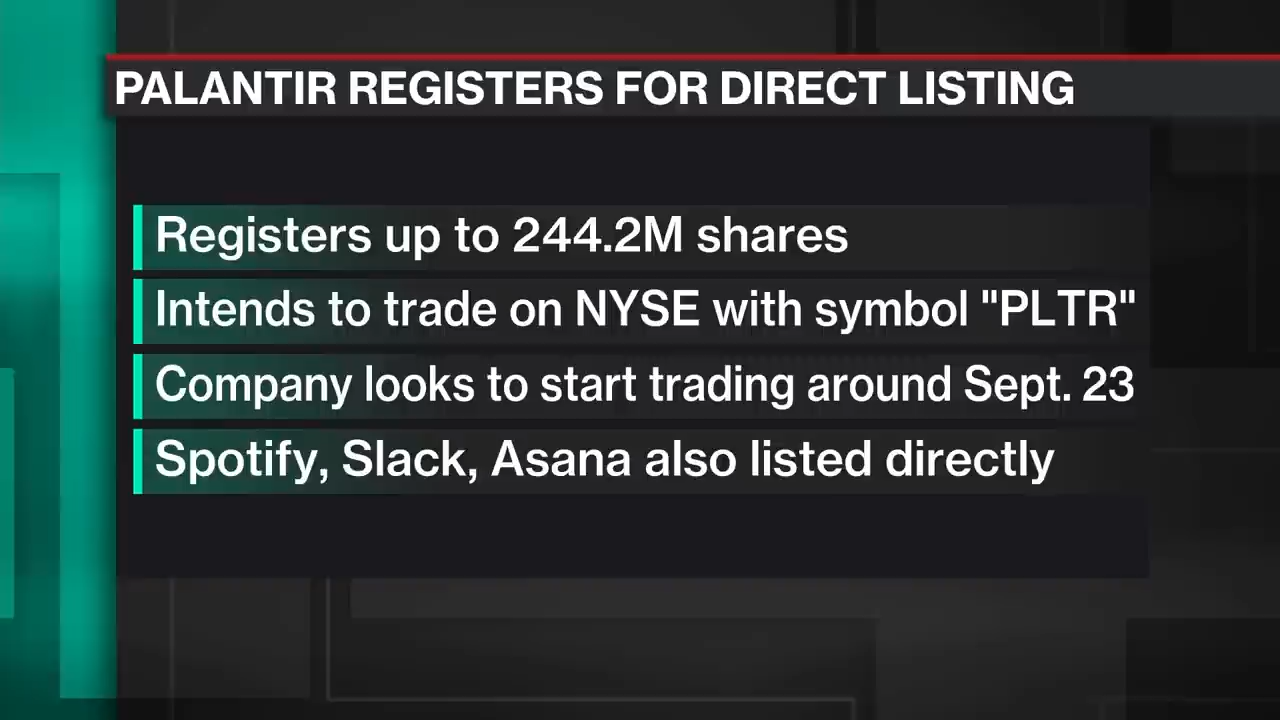 PALANTIR REGISTERS FOR DIRECT LISTING
Registers up to 244.2M shares
Intends to trade on NYSE with symbol "PLTR"
Company looks to start trading around Sept. 23
Spotify, Slack, Asana also listed directly